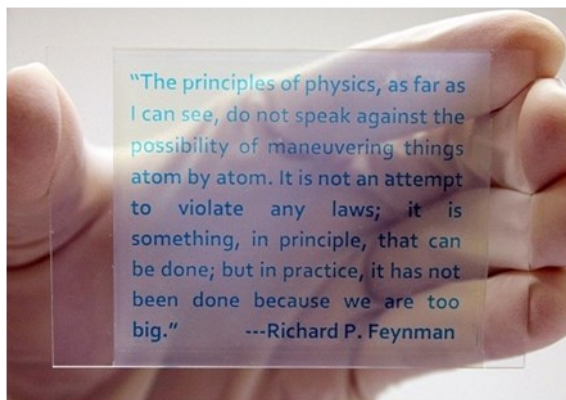 “The principles of physics, as far as
I can see, do not speak against the
possibility of maneuvering things
atom by atom. It is not an attempt
to violate any laws; it is
something, in principle, that can
be done; but in practice, it has not
been done because we are too
big.” ---Richard P. Feynman